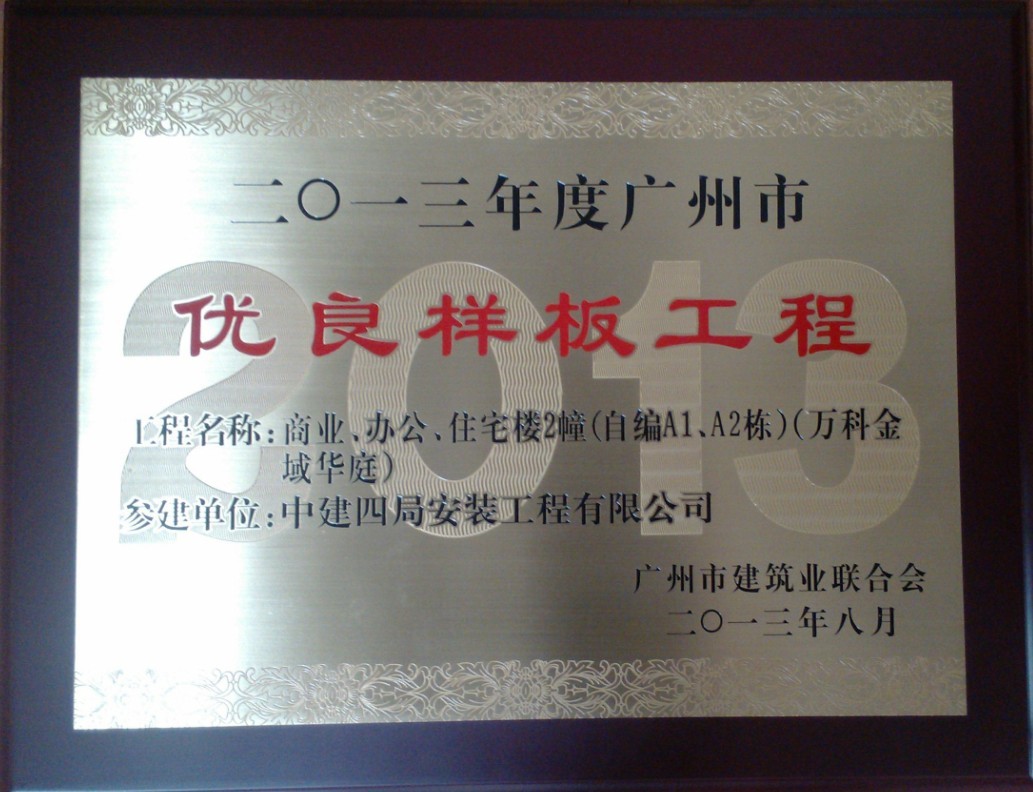 二〇一三年度广州市
2013
优良样板工程
工程名称:商业、办公、住宅楼2幢(自编A1、A2栋)(万科金
域华庭)
参建单位:中建四局安装工程有限公司
广州市建筑业联合会
二〇一三年八月